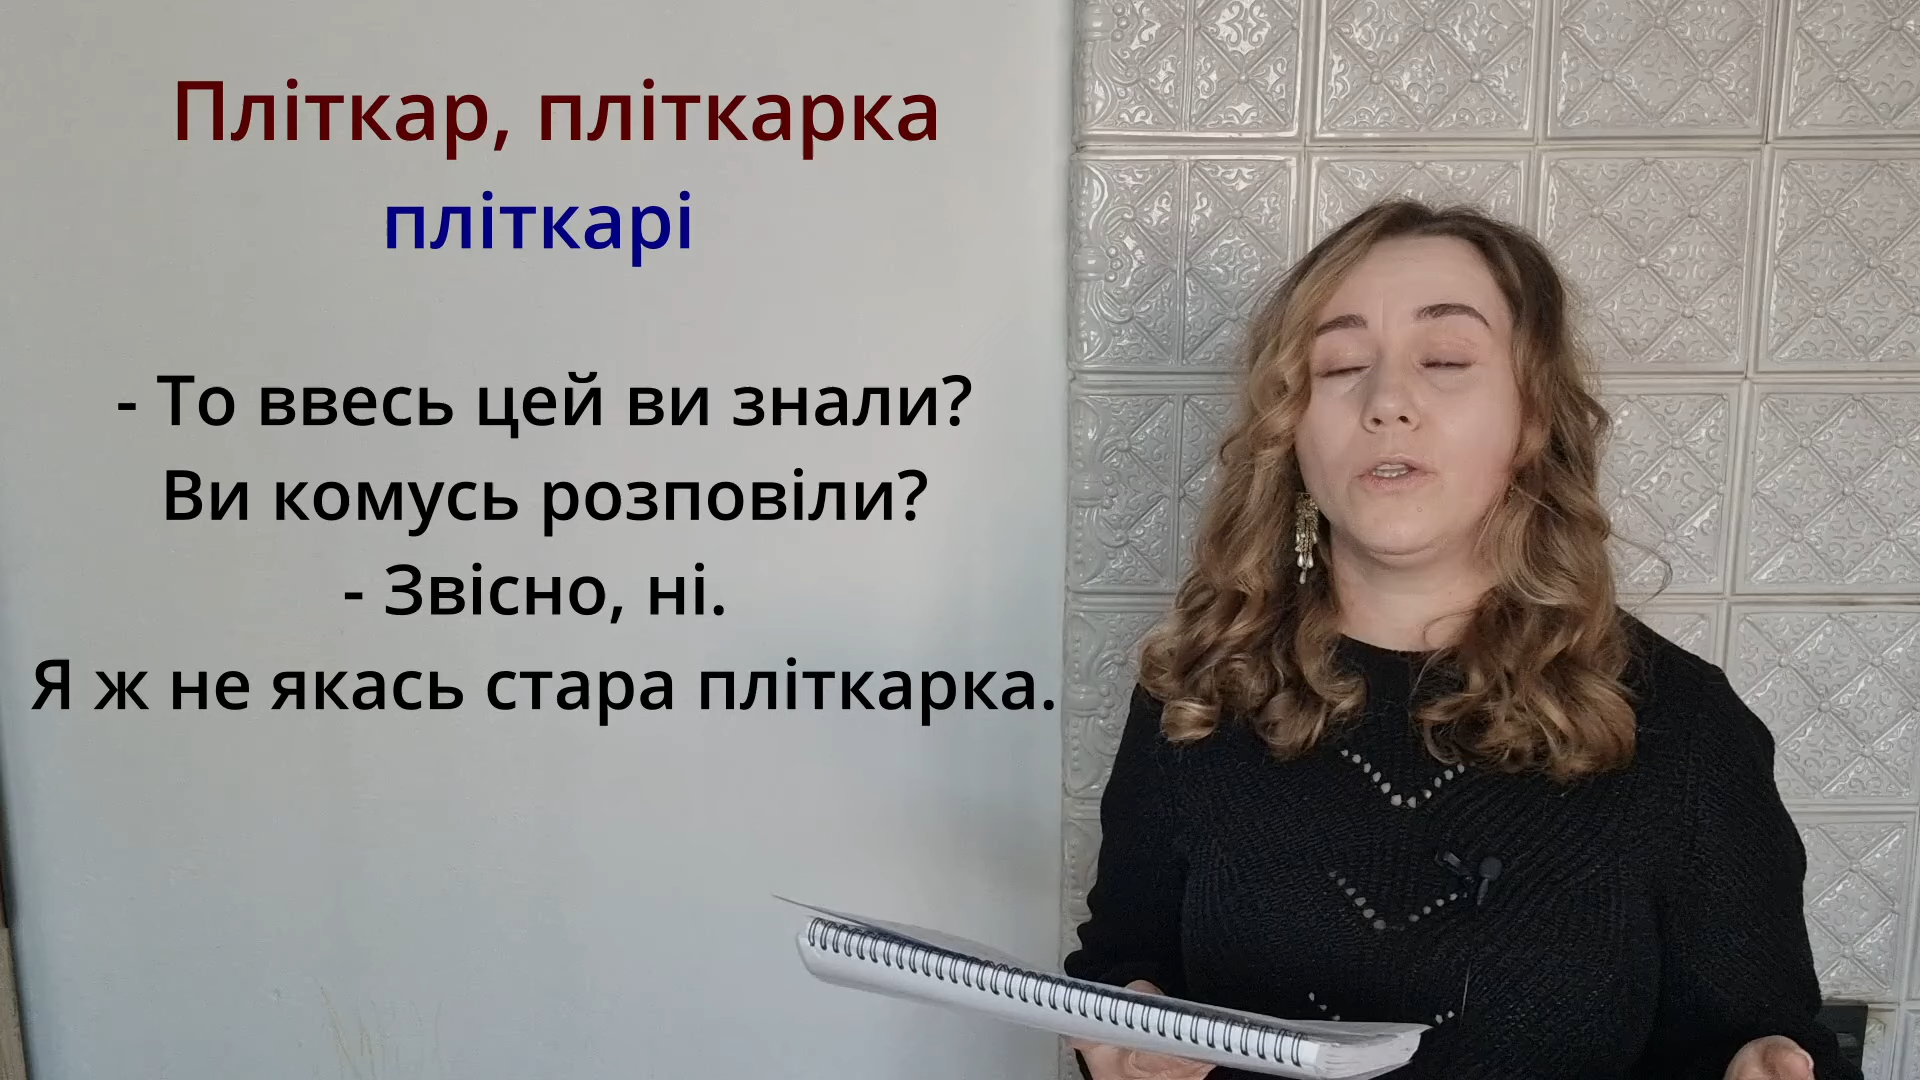 Пліткар, пліткарка
пліткарі
- То ввесь цей ви знали?
Ви комусь розповіли?
- Звісно, ні.
Я ж не якась стара пліткарка.